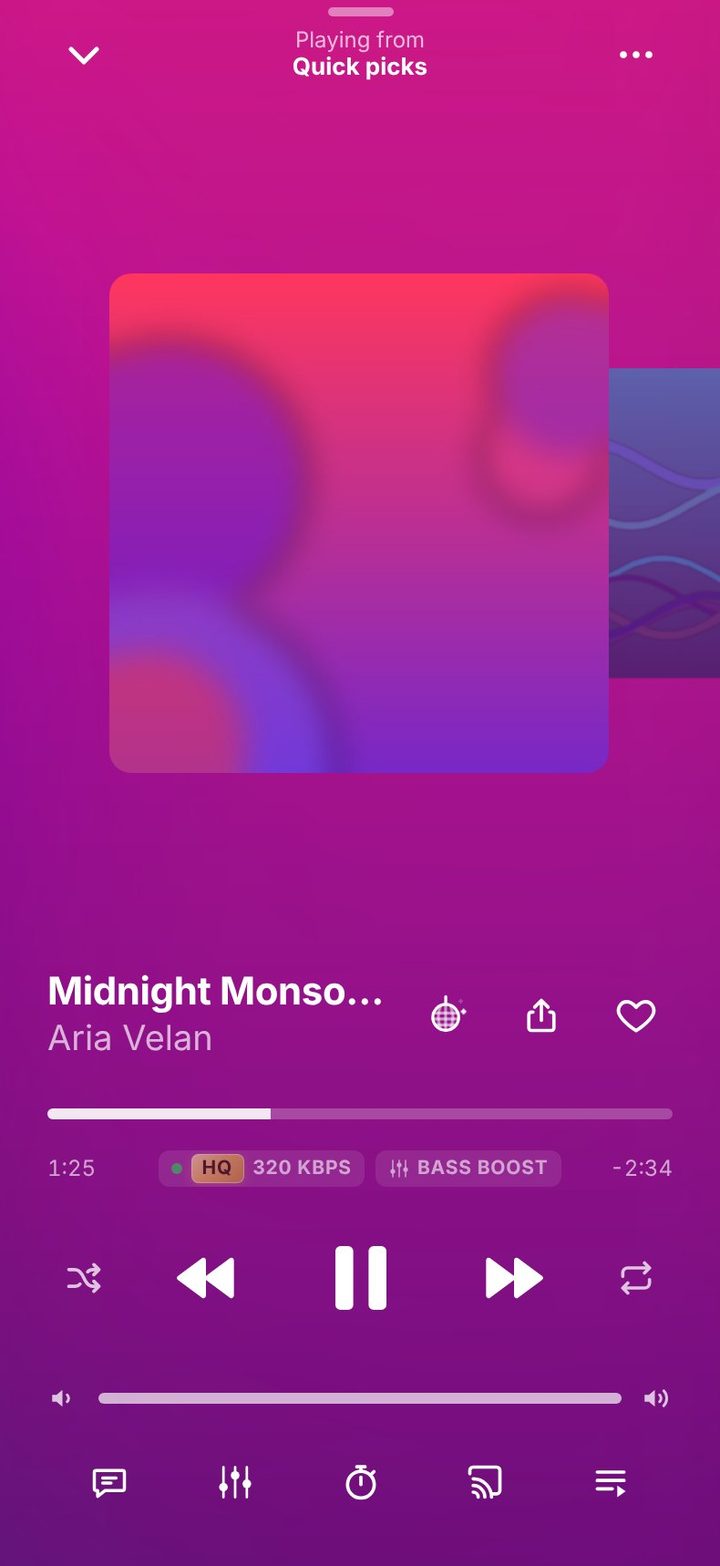 Playing from
Quick picks
Midnight Monso...
Aria Velan
1:25
HQ 320 KBPS
BASS BOOST
-2:34